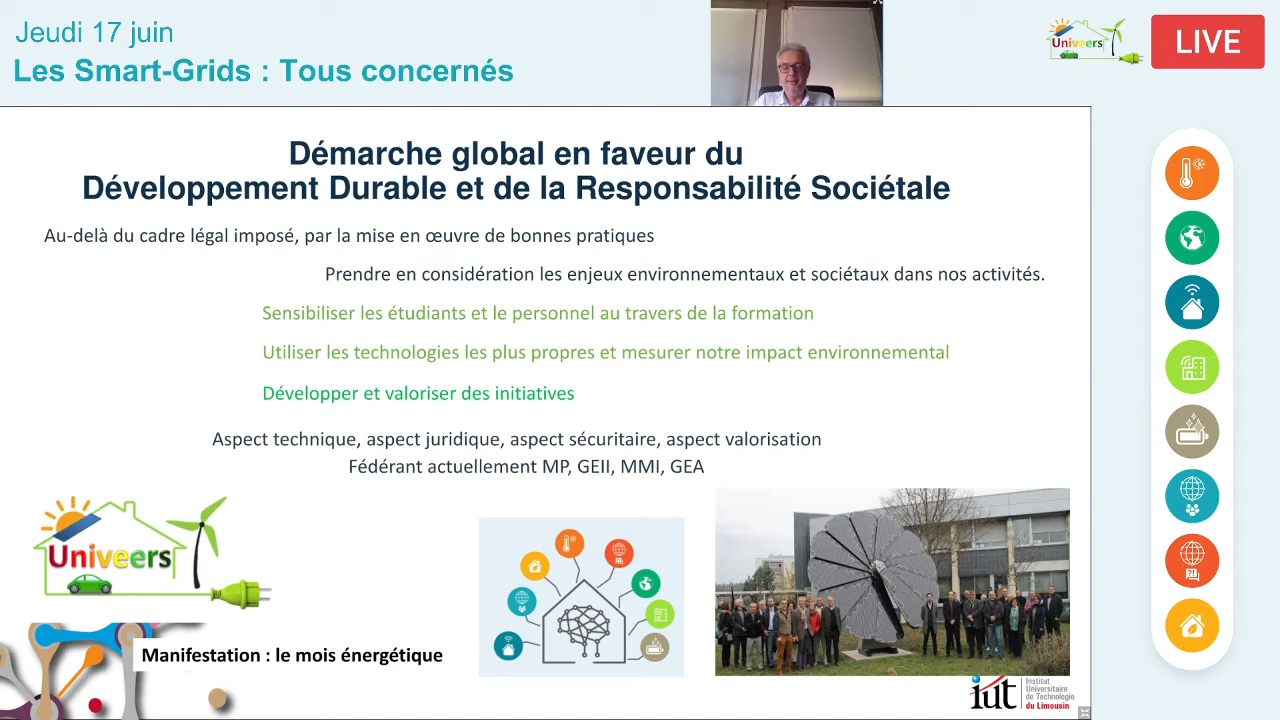 Jeudi 17 juin
Les Smart-Grids : Tous concernés
Univeers
LIVE
Démarche global en faveur du
Développement Durable et de la Responsabilité Sociétale
Au-delà du cadre légal imposé, par la mise en œuvre de bonnes pratiques
Prendre en considération les enjeux environnementaux et sociétaux dans nos activités.
Sensibiliser les étudiants et le personnel au travers de la formation
Utiliser les technologies les plus propres et mesurer notre impact environnemental
Développer et valoriser des initiatives
Aspect technique, aspect juridique, aspect sécuritaire, aspect valorisation
Fédérant actuellement MP, GEII, MMI, GEA
Univeers
Manifestation : le mois énergétique
iut
Institut
Universitaire
de Technologie
du Limousin